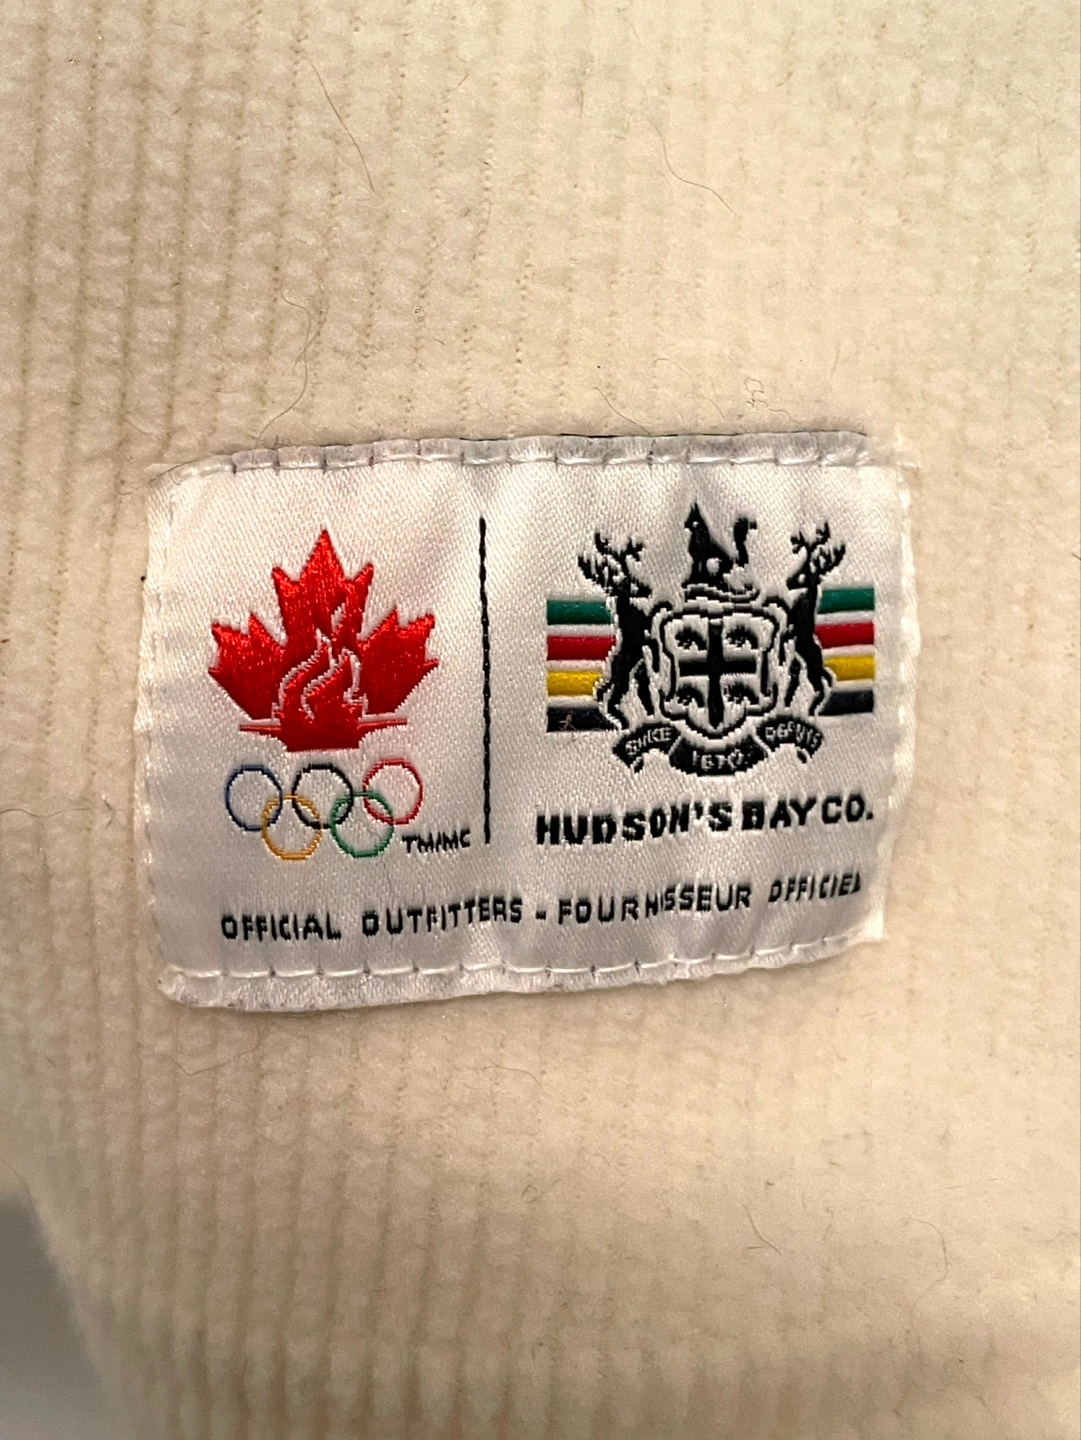 SINCE 1670 DEPUIS
TM/MC
HUDSON'S BAY CO.
OFFICIAL OUTFITTERS - FOURNISSEUR OFFICIEL